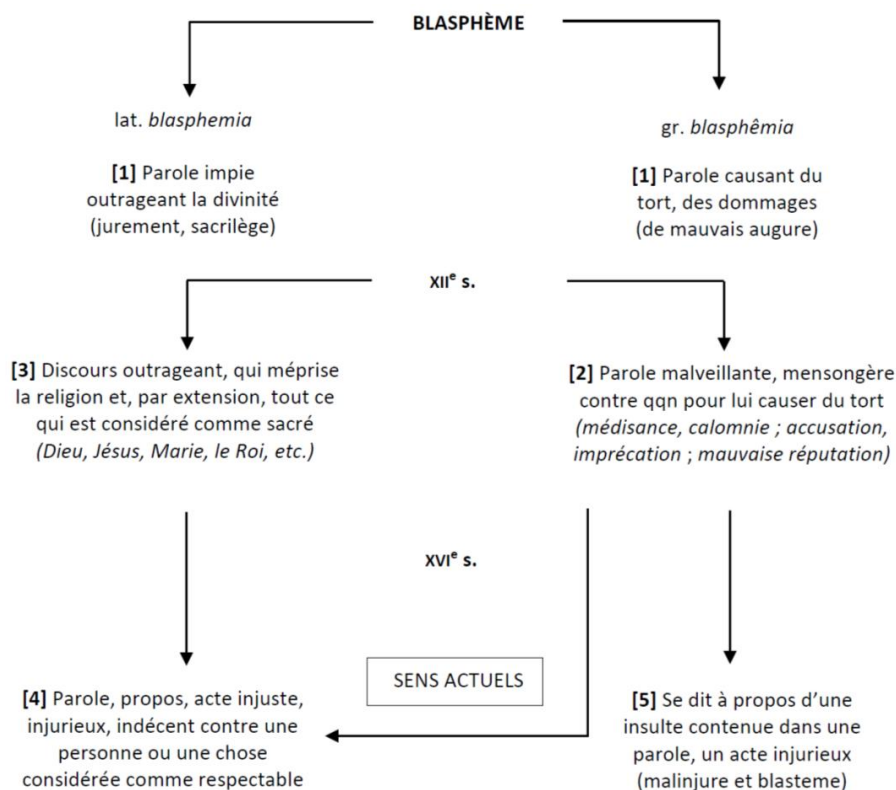 BLASPHÈME
lat. blasphemia
[1] Parole impie
outrageant la divinité
(jurement, sacrilège)
gr. blasphêmia
[1] Parole causant du
tort, des dommages
(de mauvais augure)
XIIe s.
[3] Discours outrageant, qui méprise
la religion et, par extension, tout ce
qui est considéré comme sacré
(Dieu, Jésus, Marie, le Roi, etc.)
[2] Parole malveillante, mensongère
contre qqn pour lui causer du tort
(médisance, calomnie ; accusation,
imprécation ; mauvaise réputation)
XVIe s.
SENS ACTUELS
[4] Parole, propos, acte injuste,
injurieux, indécent contre une
personne ou une chose
considérée comme respectable
[5] Se dit à propos d’une
insulte contenue dans une
parole, un acte injurieux
(malinjure et blasteme)